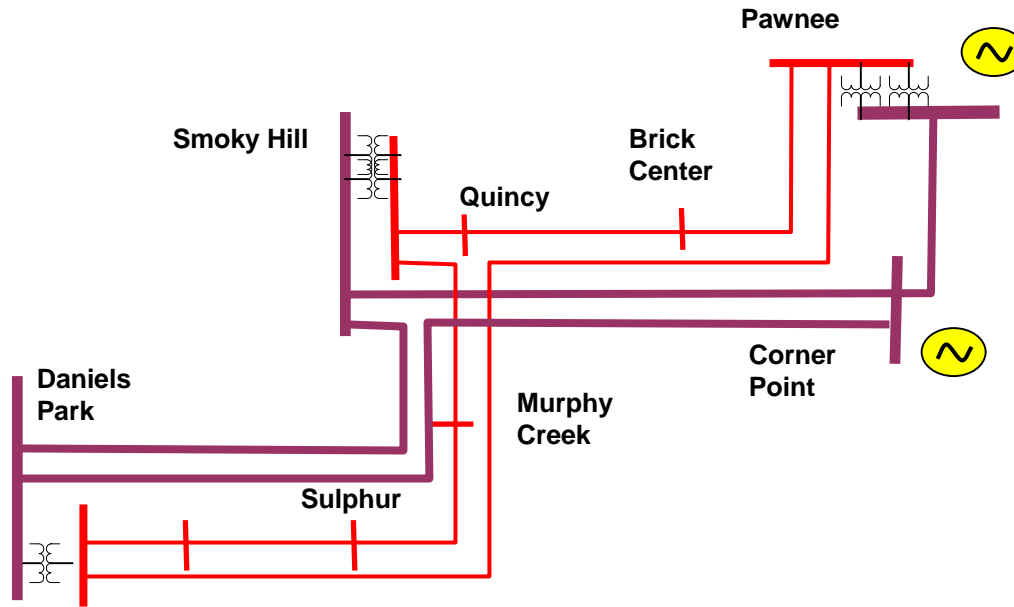 Pawnee
Smoky Hill
Brick
Center
Quincy
Daniels
Park
Corner
Point
Murphy
Creek
Sulphur